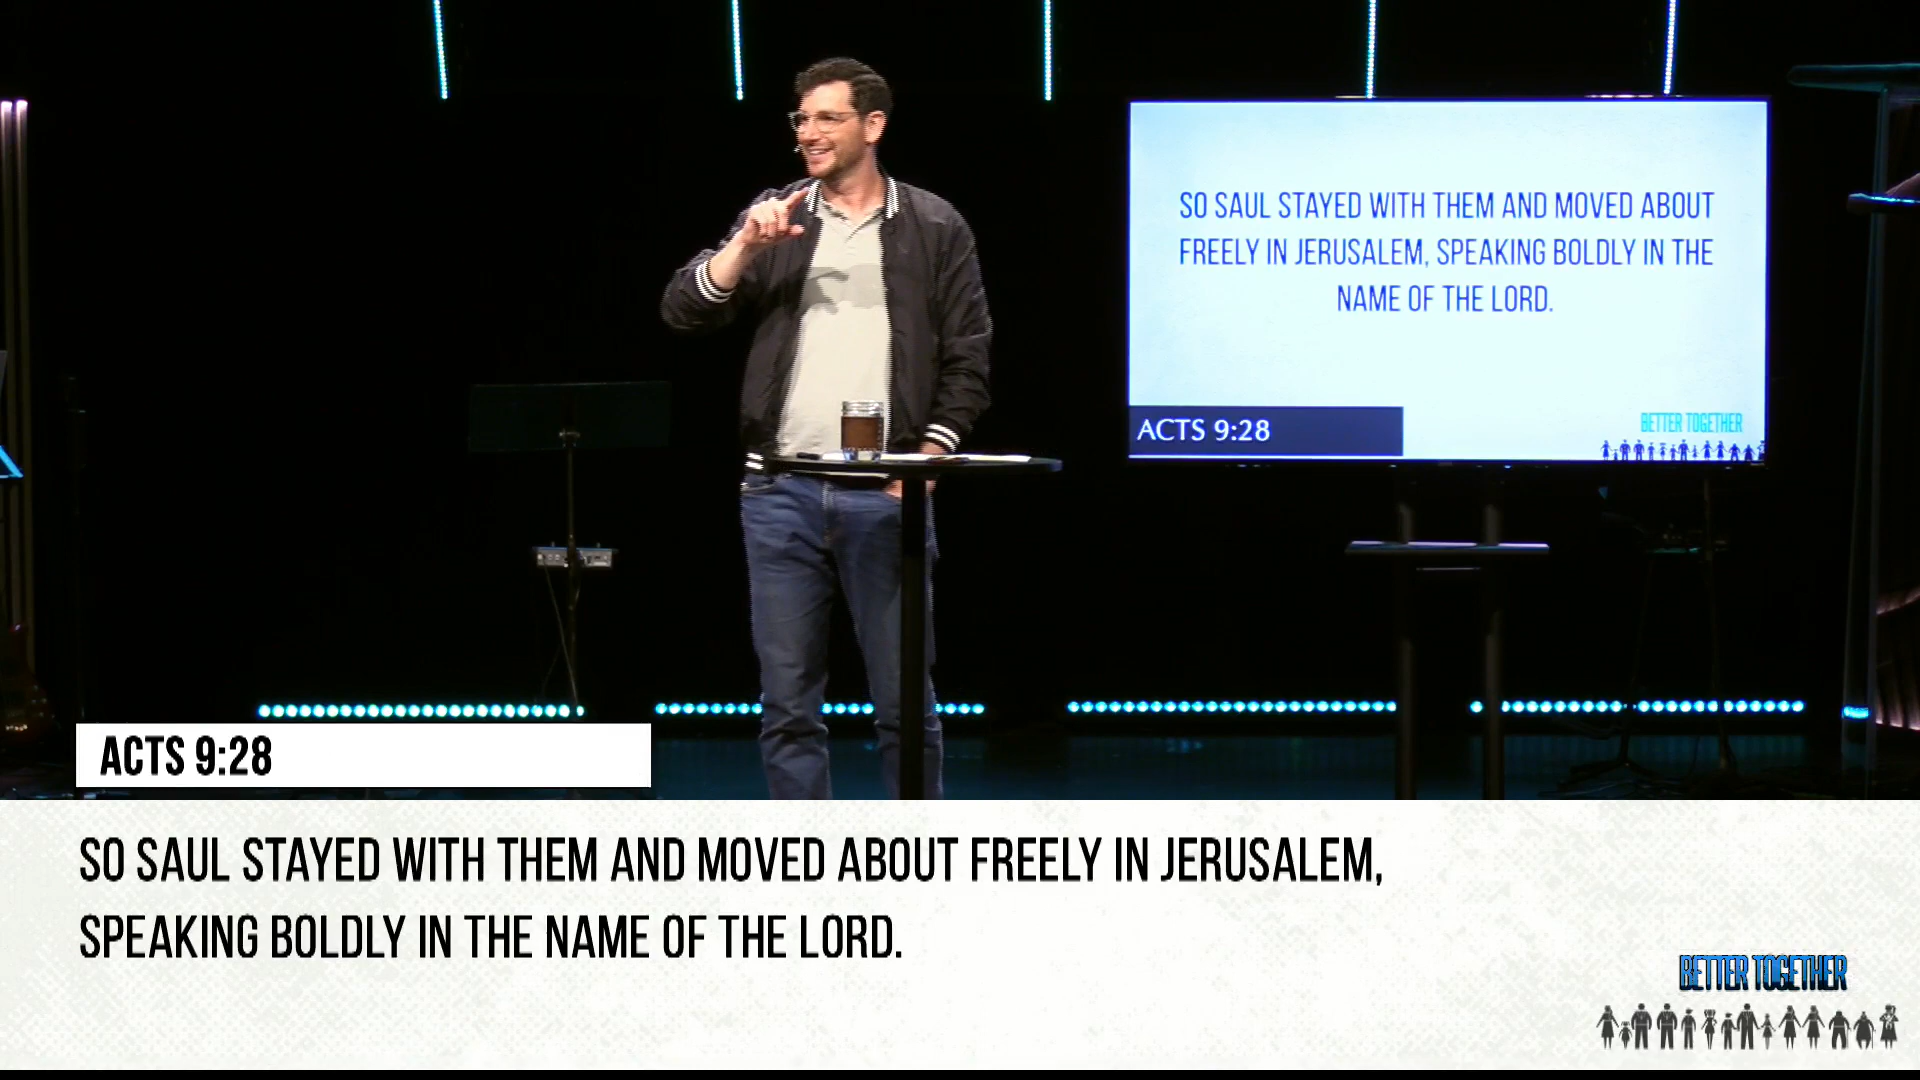 SO SAUL STAYED WITH THEM AND MOVED ABOUT
FREELY IN JERUSALEM, SPEAKING BOLDLY IN THE
NAME OF THE LORD.
ACTS 9:28
BETTER TOGETHER
ACTS 9:28
SO SAUL STAYED WITH THEM AND MOVED ABOUT FREELY IN JERUSALEM,
SPEAKING BOLDLY IN THE NAME OF THE LORD.
BETTER TOGETHER